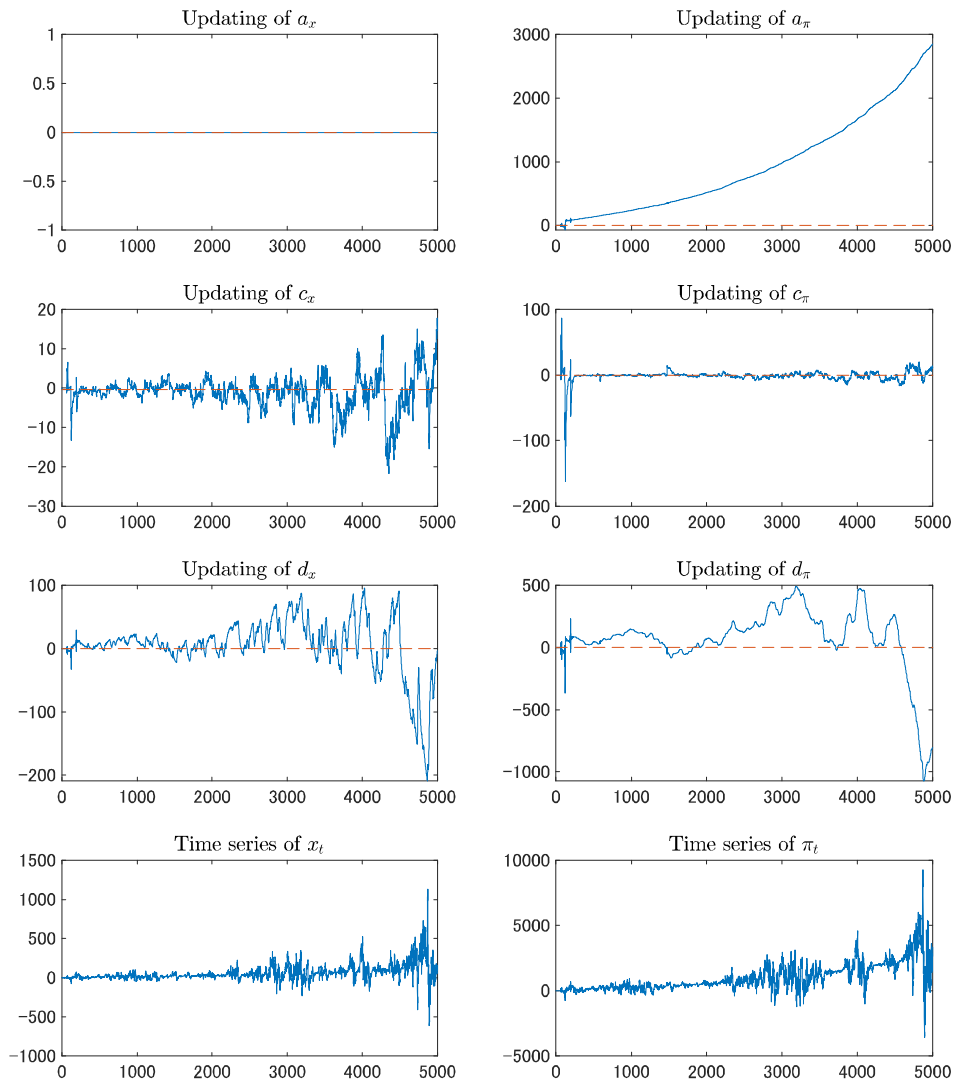 Updating of a_x
1
0.5
0
−0.5
−1
0 1000 2000 3000 4000 5000
Updating of a_π
3000
2000
1000
0
0 1000 2000 3000 4000 5000
Updating of c_x
20
10
0
−10
−20
−30
0 1000 2000 3000 4000 5000
Updating of c_π
100
0
−100
−200
0 1000 2000 3000 4000 5000
Updating of d_x
100
0
−100
−200
0 1000 2000 3000 4000 5000
Updating of d_π
500
0
−500
−1000
0 1000 2000 3000 4000 5000
Time series of x_t
1500
1000
500
0
−500
−1000
0 1000 2000 3000 4000 5000
Time series of π_t
10000
5000
0
−5000
0 1000 2000 3000 4000 5000